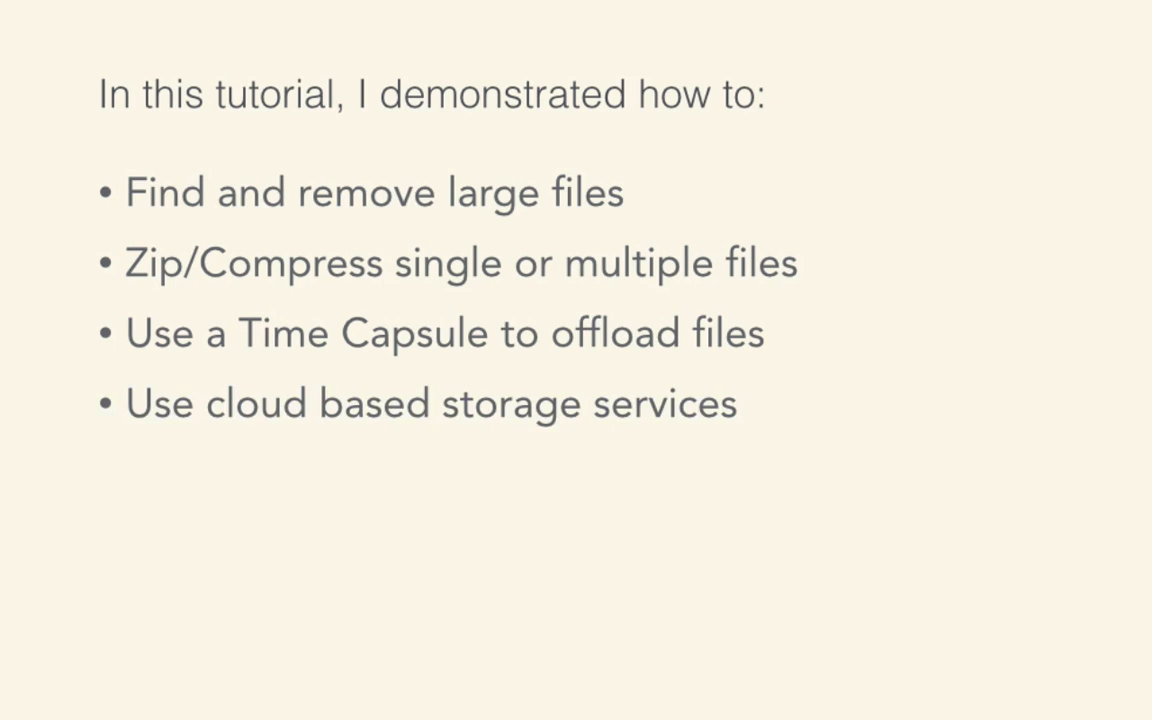 In this tutorial, I demonstrated how to:
• Find and remove large files
• Zip/Compress single or multiple files
• Use a Time Capsule to offload files
• Use cloud based storage services